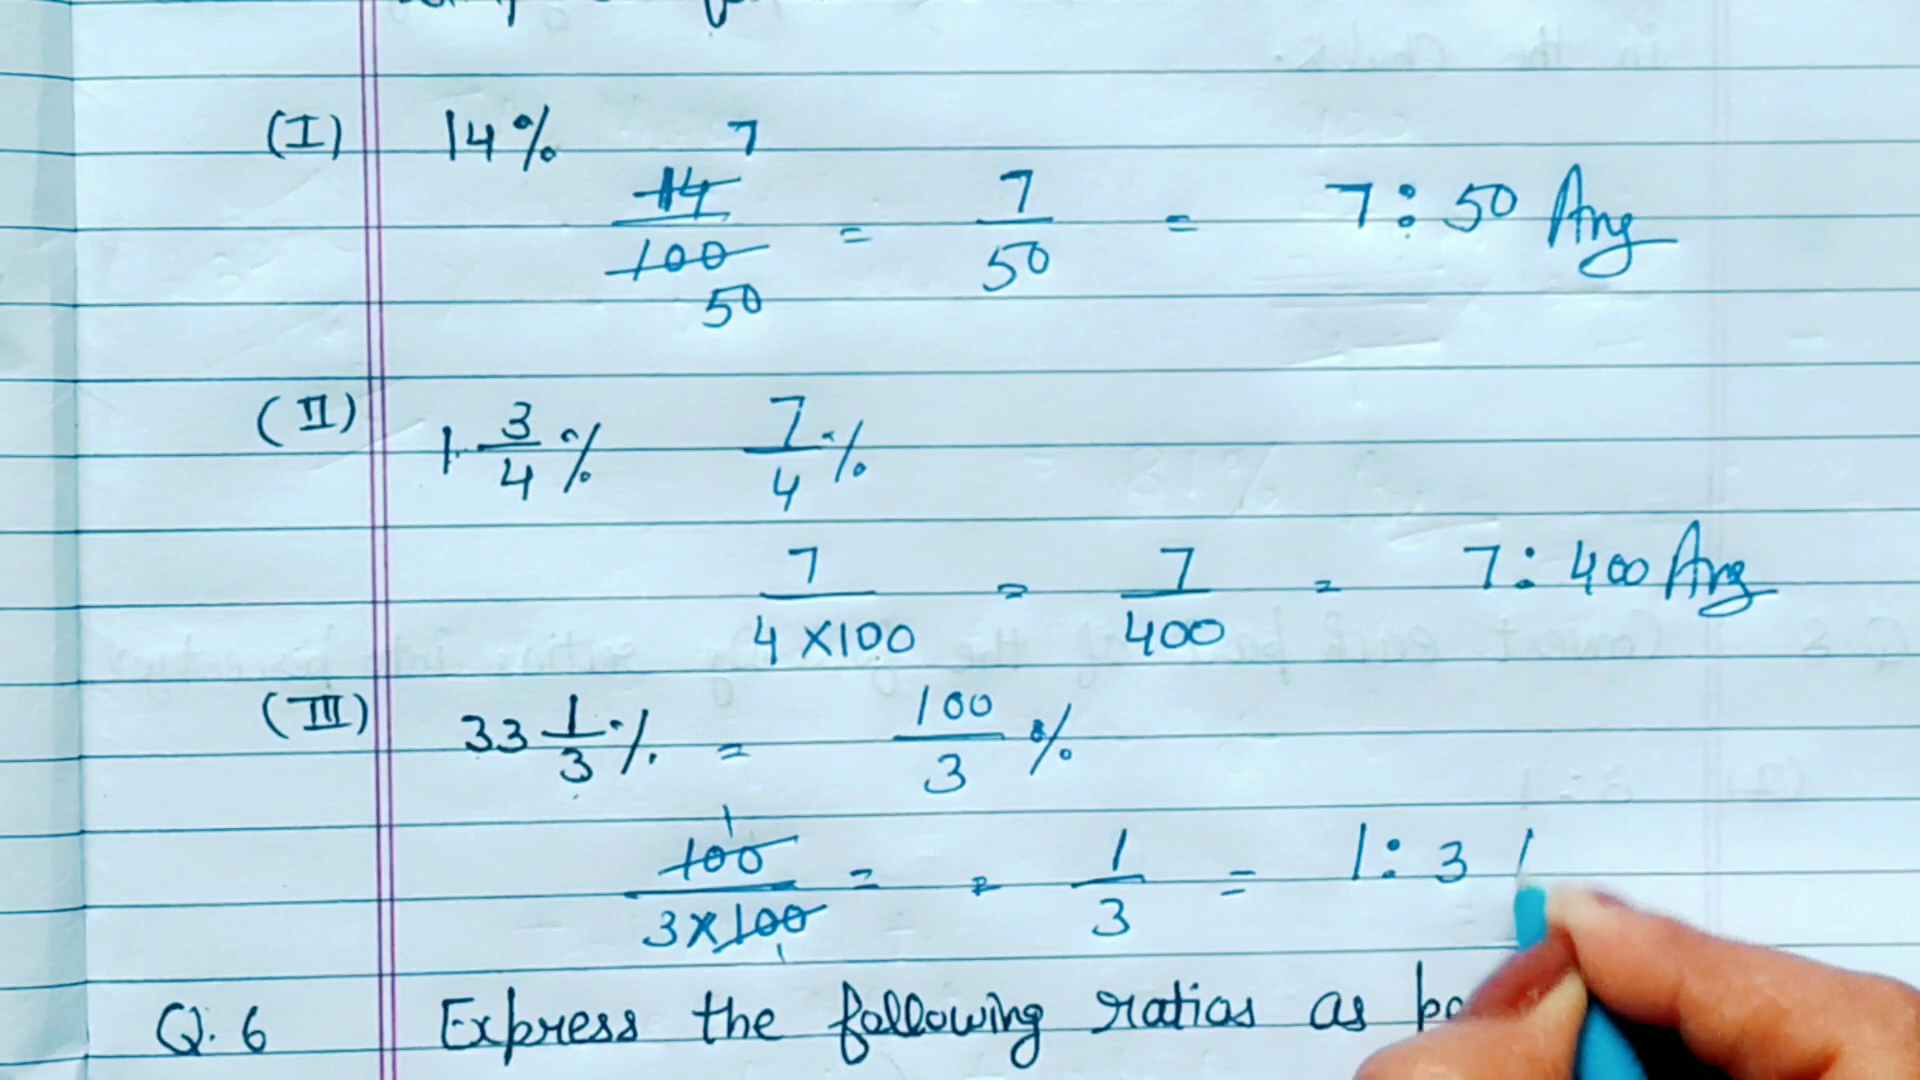 (I) 14% 7
14/100 = 7/50 = 7 : 50 Ans
50
(II) 1 3/4 % 7/4 %
7/4×100 = 7/400 = 7 : 400 Ans
(III) 33 1/3 % = 100/3 %
1
100/3×100 = = 1/3 = 1 : 3
1
Q. 6 Express the following ratios as